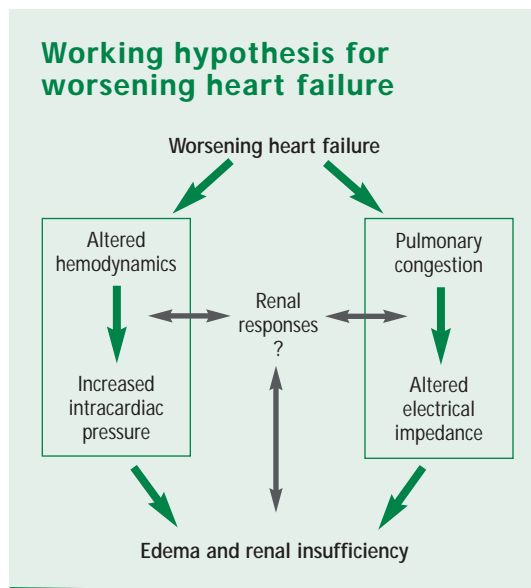 Working hypothesis for
worsening heart failure
Worsening heart failure
Altered
hemodynamics
Increased
intracardiac
pressure
Renal
responses
?
Pulmonary
congestion
Altered
electrical
impedance
Edema and renal insufficiency